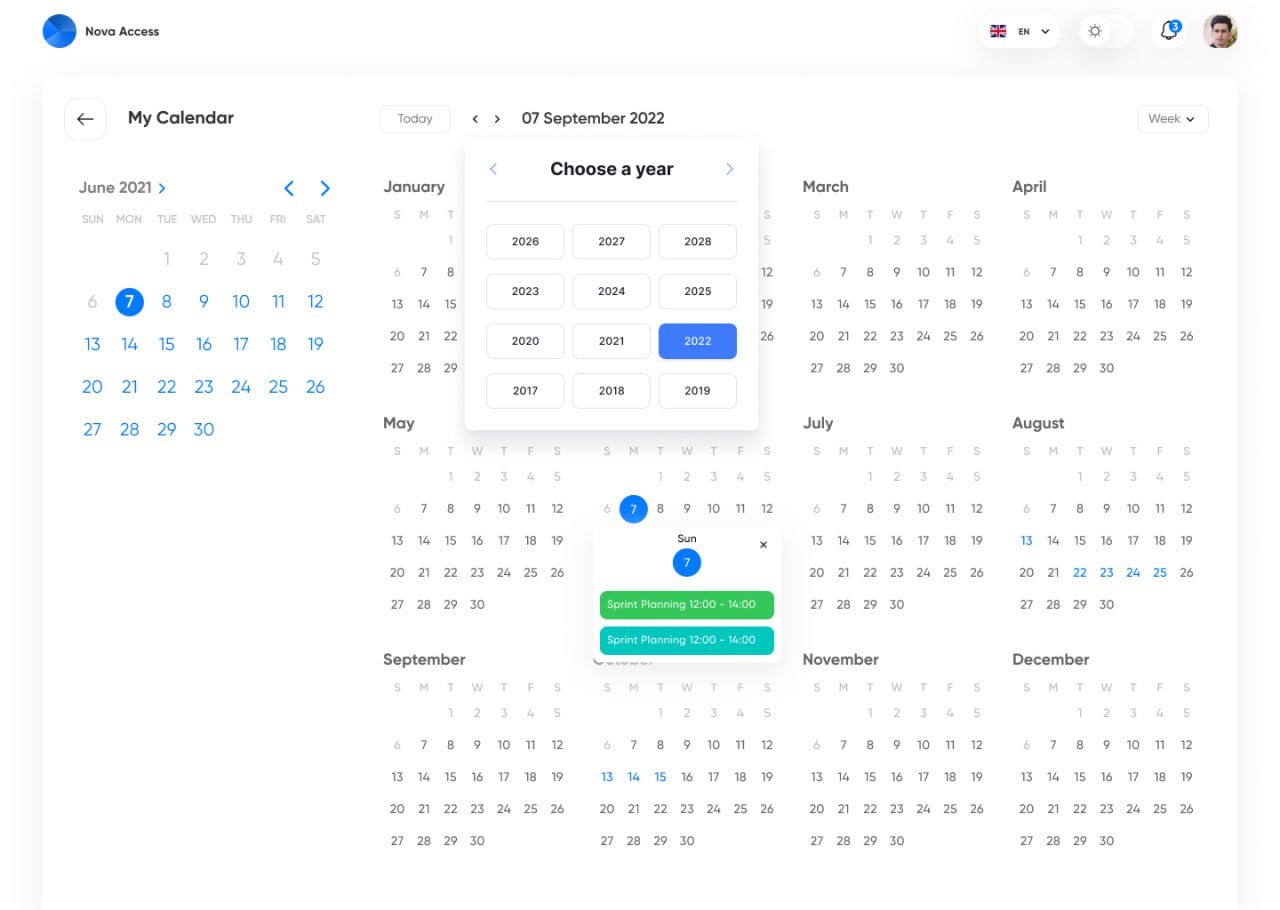 Nova Access
EN
3
My Calendar
Today
07 September 2022
Week
June 2021
SUN MON TUE WED THU FRI SAT
1 2 3 4 5
6 7 8 9 10 11 12
13 14 15 16 17 18 19
20 21 22 23 24 25 26
27 28 29 30
Choose a year
2026 2027 2028
2023 2024 2025
2020 2021 2022
2017 2018 2019
January
S M T
1
6 7 8
13 14 15
20 21 22
27 28 29
S
5
12
19
26
March
S M T W T F S
1 2 3 4 5
6 7 8 9 10 11 12
13 14 15 16 17 18 19
20 21 22 23 24 25 26
27 28 29 30
April
S M T W T F S
1 2 3 4 5
6 7 8 9 10 11 12
13 14 15 16 17 18 19
20 21 22 23 24 25 26
27 28 29 30
May
S M T W T F S
1 2 3 4 5
6 7 8 9 10 11 12
13 14 15 16 17 18 19
20 21 22 23 24 25 26
27 28 29 30
S M T W T F S
1 2 3 4 5
6 7 8 9 10 11 12
Sun
7
Sprint Planning 12:00 - 14:00
Sprint Planning 12:00 - 14:00
July
S M T W T F S
1 2 3 4 5
6 7 8 9 10 11 12
13 14 15 16 17 18 19
20 21 22 23 24 25 26
27 28 29 30
August
S M T W T F S
1 2 3 4 5
6 7 8 9 10 11 12
13 14 15 16 17 18 19
20 21 22 23 24 25 26
27 28 29 30
September
S M T W T F S
1 2 3 4 5
6 7 8 9 10 11 12
13 14 15 16 17 18 19
20 21 22 23 24 25 26
27 28 29 30
October
S M T W T F S
1 2 3 4 5
6 7 8 9 10 11 12
13 14 15 16 17 18 19
20 21 22 23 24 25 26
27 28 29 30
November
S M T W T F S
1 2 3 4 5
6 7 8 9 10 11 12
13 14 15 16 17 18 19
20 21 22 23 24 25 26
27 28 29 30
December
S M T W T F S
1 2 3 4 5
6 7 8 9 10 11 12
13 14 15 16 17 18 19
20 21 22 23 24 25 26
27 28 29 30